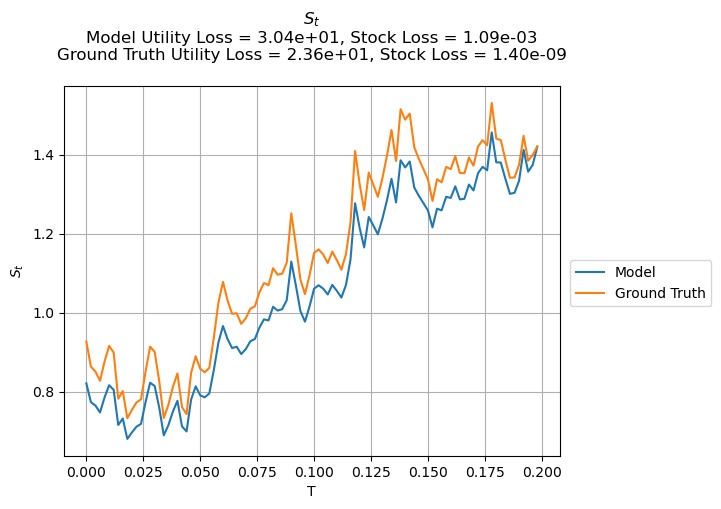 S_t
Model Utility Loss = 3.04e+01, Stock Loss = 1.09e-03
Ground Truth Utility Loss = 2.36e+01, Stock Loss = 1.40e-09
1.4
1.2
1.0
0.8
S_t
0.000 0.025 0.050 0.075 0.100 0.125 0.150 0.175 0.200
T
Model
Ground Truth